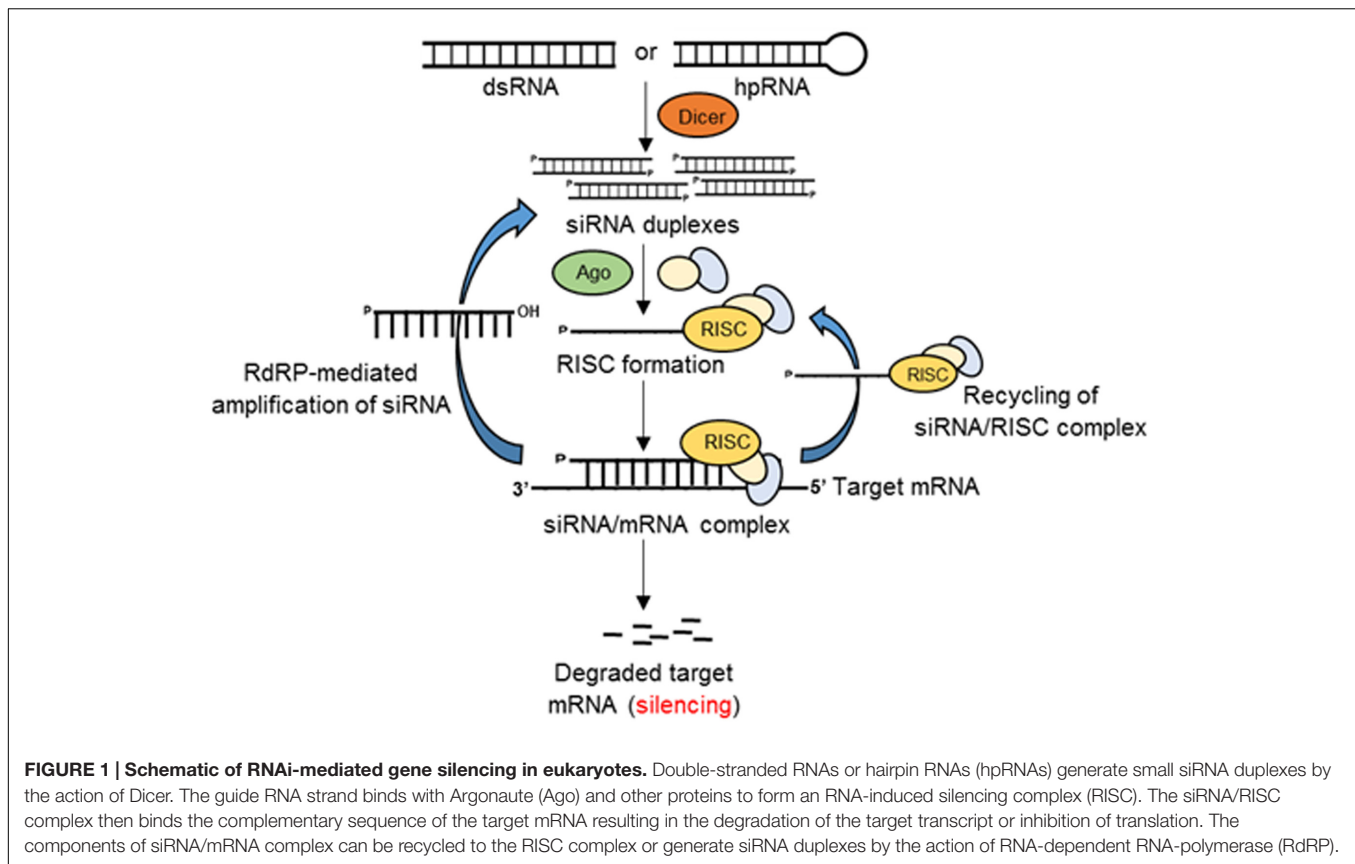 or
dsRNA
hpRNA
Dicer
P
P
P
P
P
P
P
P
siRNA duplexes
Ago
P
OH
P
RISC
RdRP-mediated
amplification of siRNA
RISC formation
P
RISC
Recycling of
siRNA/RISC complex
RISC
P
3'
5' Target mRNA
siRNA/mRNA complex
Degraded target
mRNA (silencing)
FIGURE 1 | Schematic of RNAi-mediated gene silencing in eukaryotes. Double-stranded RNAs or hairpin RNAs (hpRNAs) generate small siRNA duplexes by
the action of Dicer. The guide RNA strand binds with Argonaute (Ago) and other proteins to form an RNA-induced silencing complex (RISC). The siRNA/RISC
complex then binds the complementary sequence of the target mRNA resulting in the degradation of the target transcript or inhibition of translation. The
components of siRNA/mRNA complex can be recycled to the RISC complex or generate siRNA duplexes by the action of RNA-dependent RNA-polymerase (RdRP).